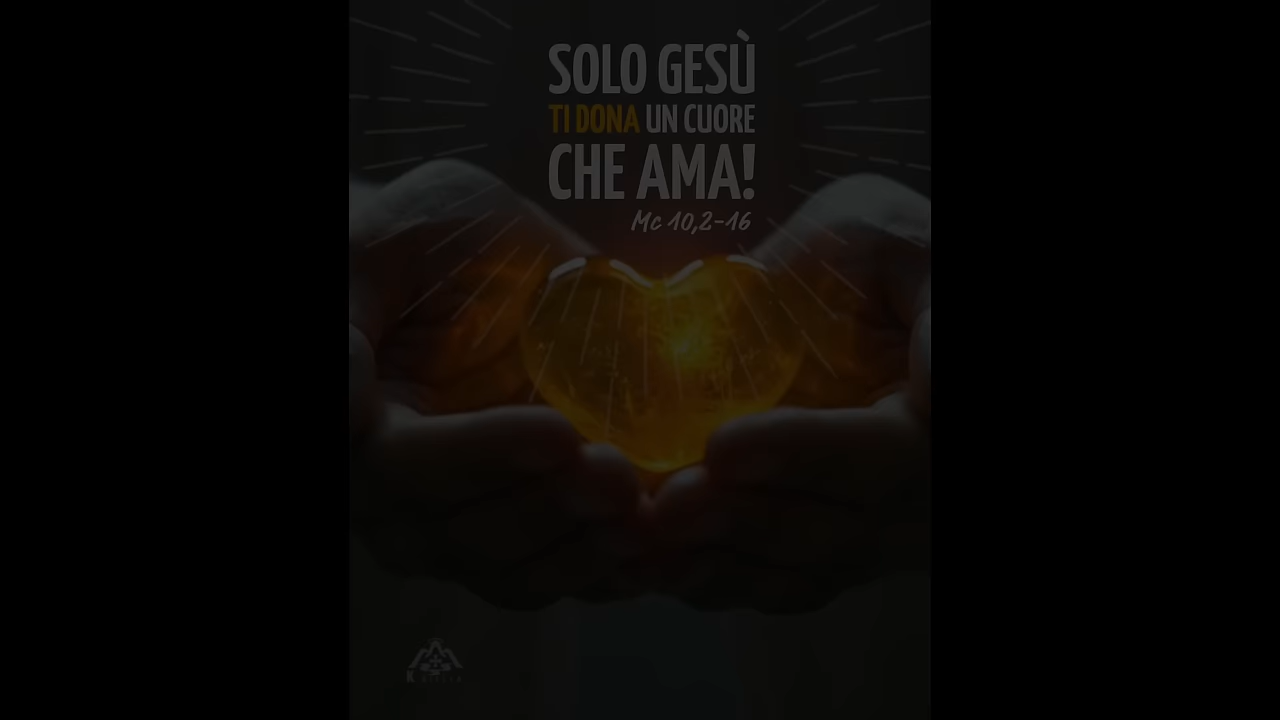 SOLO GESÙ
TI DONA UN CUORE
CHE AMA!
Mc 10,2-16